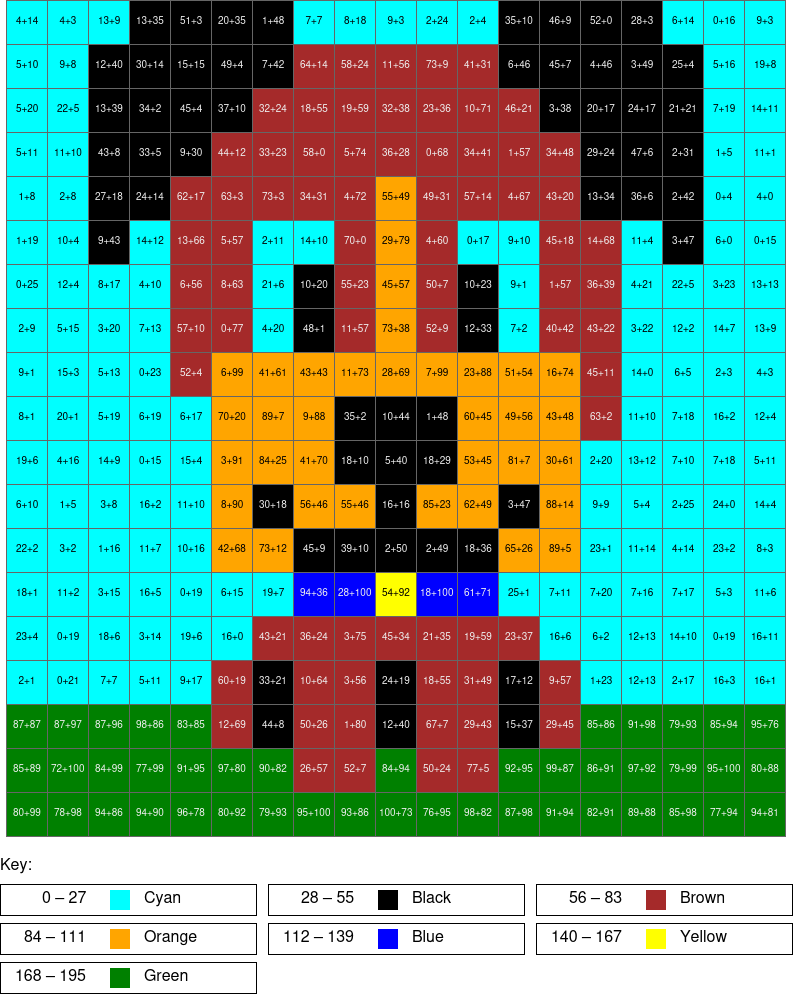 4+14 4+3 13+9 13+35 51+3 20+35 1+48 7+7 8+18 9+3 2+24 2+4 35+10 46+9 52+0 28+3 6+14 0+16 9+3
5+10 9+8 12+40 30+14 15+15 49+4 7+42 64+14 58+24 11+56 73+9 41+31 6+46 45+7 4+46 3+49 25+4 5+16 19+8
5+20 22+5 13+39 34+2 45+4 37+10 32+24 18+55 19+59 32+38 23+36 10+71 46+21 3+38 20+17 24+17 21+21 7+19 14+11
5+11 11+10 43+8 33+5 9+30 44+12 33+23 58+0 5+74 36+28 0+68 34+41 1+57 34+48 29+24 47+6 2+31 1+5 11+1
1+8 2+8 27+18 24+14 62+17 63+3 73+3 34+31 4+72 55+49 49+31 57+14 4+67 43+20 13+34 36+6 2+42 0+4 4+0
1+19 10+4 9+43 14+12 13+66 5+57 2+11 14+10 70+0 29+79 4+60 0+17 9+10 45+18 14+68 11+4 3+47 6+0 0+15
0+25 12+4 8+17 4+10 6+56 8+63 21+6 10+20 55+23 45+57 50+7 10+23 9+1 1+57 36+39 4+21 22+5 3+23 13+13
2+9 5+15 3+20 7+13 57+10 0+77 4+20 48+1 11+57 73+38 52+9 12+33 7+2 40+42 43+22 3+22 12+2 14+7 13+9
9+1 15+3 5+13 0+23 52+4 6+99 41+61 43+43 11+73 28+69 7+99 23+88 51+54 16+74 45+11 14+0 6+5 2+3 4+3
8+1 20+1 5+19 6+19 6+17 70+20 89+7 9+88 35+2 10+44 1+48 60+45 49+56 43+48 63+2 11+10 7+18 16+2 12+4
19+6 4+16 14+9 0+15 15+4 3+91 84+25 41+70 18+10 5+40 18+29 53+45 81+7 30+61 2+20 13+12 7+10 7+18 5+11
6+10 1+5 3+8 16+2 11+10 8+90 30+18 56+46 55+46 16+16 85+23 62+49 3+47 88+14 9+9 5+4 2+25 24+0 14+4
22+2 3+2 1+16 11+7 10+16 42+68 73+12 45+9 39+10 2+50 2+49 18+36 65+26 89+5 23+1 11+14 4+14 23+2 8+3
18+1 11+2 3+15 16+5 0+19 6+15 19+7 94+36 28+100 54+92 18+100 61+71 25+1 7+11 7+20 7+16 7+17 5+3 11+6
23+4 0+19 18+6 3+14 19+6 16+0 43+21 36+24 3+75 45+34 21+35 19+59 23+37 16+6 6+2 12+13 14+10 0+19 16+11
2+1 0+21 7+7 5+11 9+17 60+19 33+21 10+64 3+56 24+19 18+55 31+49 17+12 9+57 1+23 12+13 2+17 16+3 16+1
87+87 87+97 87+96 98+86 83+85 12+69 44+8 50+26 1+80 12+40 67+7 29+43 15+37 29+45 85+86 91+98 79+93 85+94 95+76
85+89 72+100 84+99 77+99 91+95 97+80 90+82 26+57 52+7 84+94 50+24 77+5 92+95 99+87 86+91 97+92 79+99 95+100 80+88
80+99 78+98 94+86 94+90 96+78 80+92 79+93 95+100 93+86 100+73 76+95 98+82 87+98 91+94 82+91 89+88 85+98 77+94 94+81
Key:
0 – 27 Cyan 28 – 55 Black 56 – 83 Brown
84 – 111 Orange 112 – 139 Blue 140 – 167 Yellow
168 – 195 Green